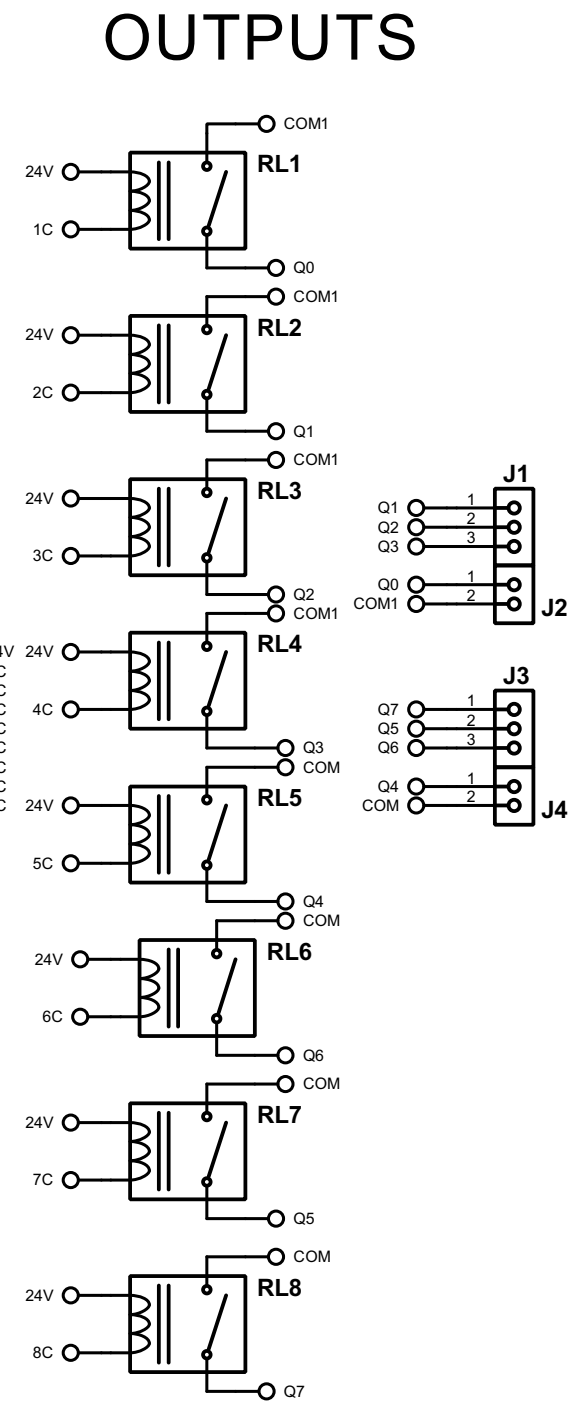 OUTPUTS
COM1
RL1
24V
1C
Q0
COM1
RL2
24V
2C
Q1
COM1
RL3
24V
3C
Q2
COM1
RL4
24V
4C
Q3
COM
RL5
24V
5C
Q4
COM
RL6
24V
6C
Q6
COM
RL7
24V
7C
Q5
COM
RL8
24V
8C
Q7
J1
Q1 1
Q2 2
Q3 3
Q0 1
COM1 2
J2
J3
Q7 1
Q5 2
Q6 3
Q4 1
COM 2
J4